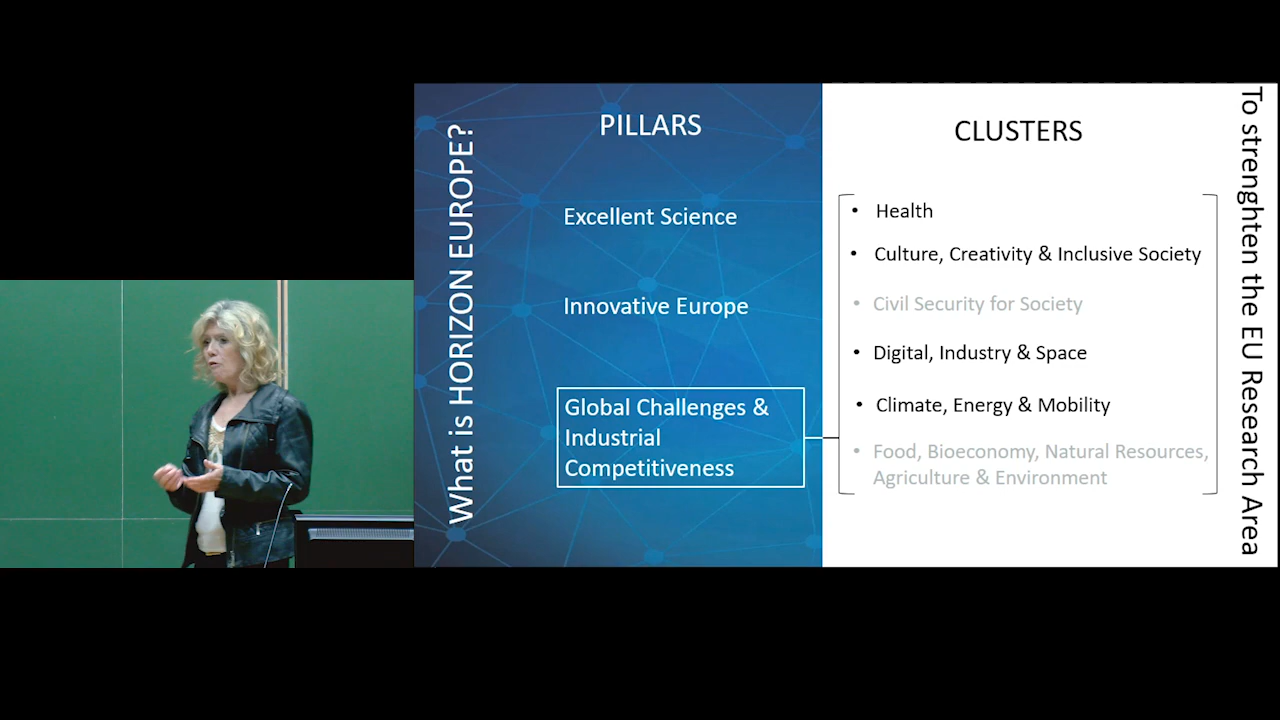 What is HORIZON EUROPE?
PILLARS
Excellent Science
Innovative Europe
Global Challenges &
Industrial
Competitiveness
CLUSTERS
• Health
• Culture, Creativity & Inclusive Society
• Civil Security for Society
• Digital, Industry & Space
• Climate, Energy & Mobility
• Food, Bioeconomy, Natural Resources,
Agriculture & Environment
To strenghten the EU Research Area